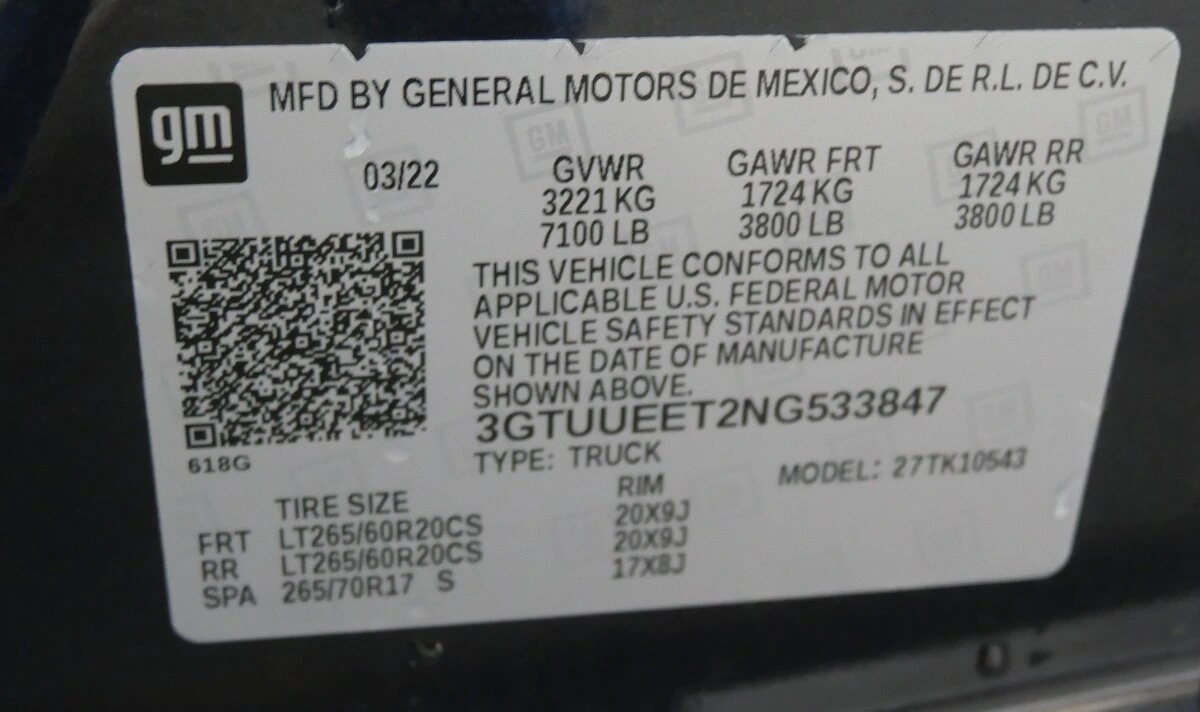 gm
MFD BY GENERAL MOTORS DE MEXICO, S. DE R.L. DE C.V.
03/22
GVWR GAWR FRT GAWR RR
3221 KG 1724 KG 1724 KG
7100 LB 3800 LB 3800 LB
THIS VEHICLE CONFORMS TO ALL
APPLICABLE U.S. FEDERAL MOTOR
VEHICLE SAFETY STANDARDS IN EFFECT
ON THE DATE OF MANUFACTURE
SHOWN ABOVE.
3GTUUEET2NG533847
618G
TYPE: TRUCK MODEL: 27TK10543
TIRE SIZE RIM
FRT LT265/60R20CS 20X9J
RR LT265/60R20CS 20X9J
SPA 265/70R17 S 17X8J